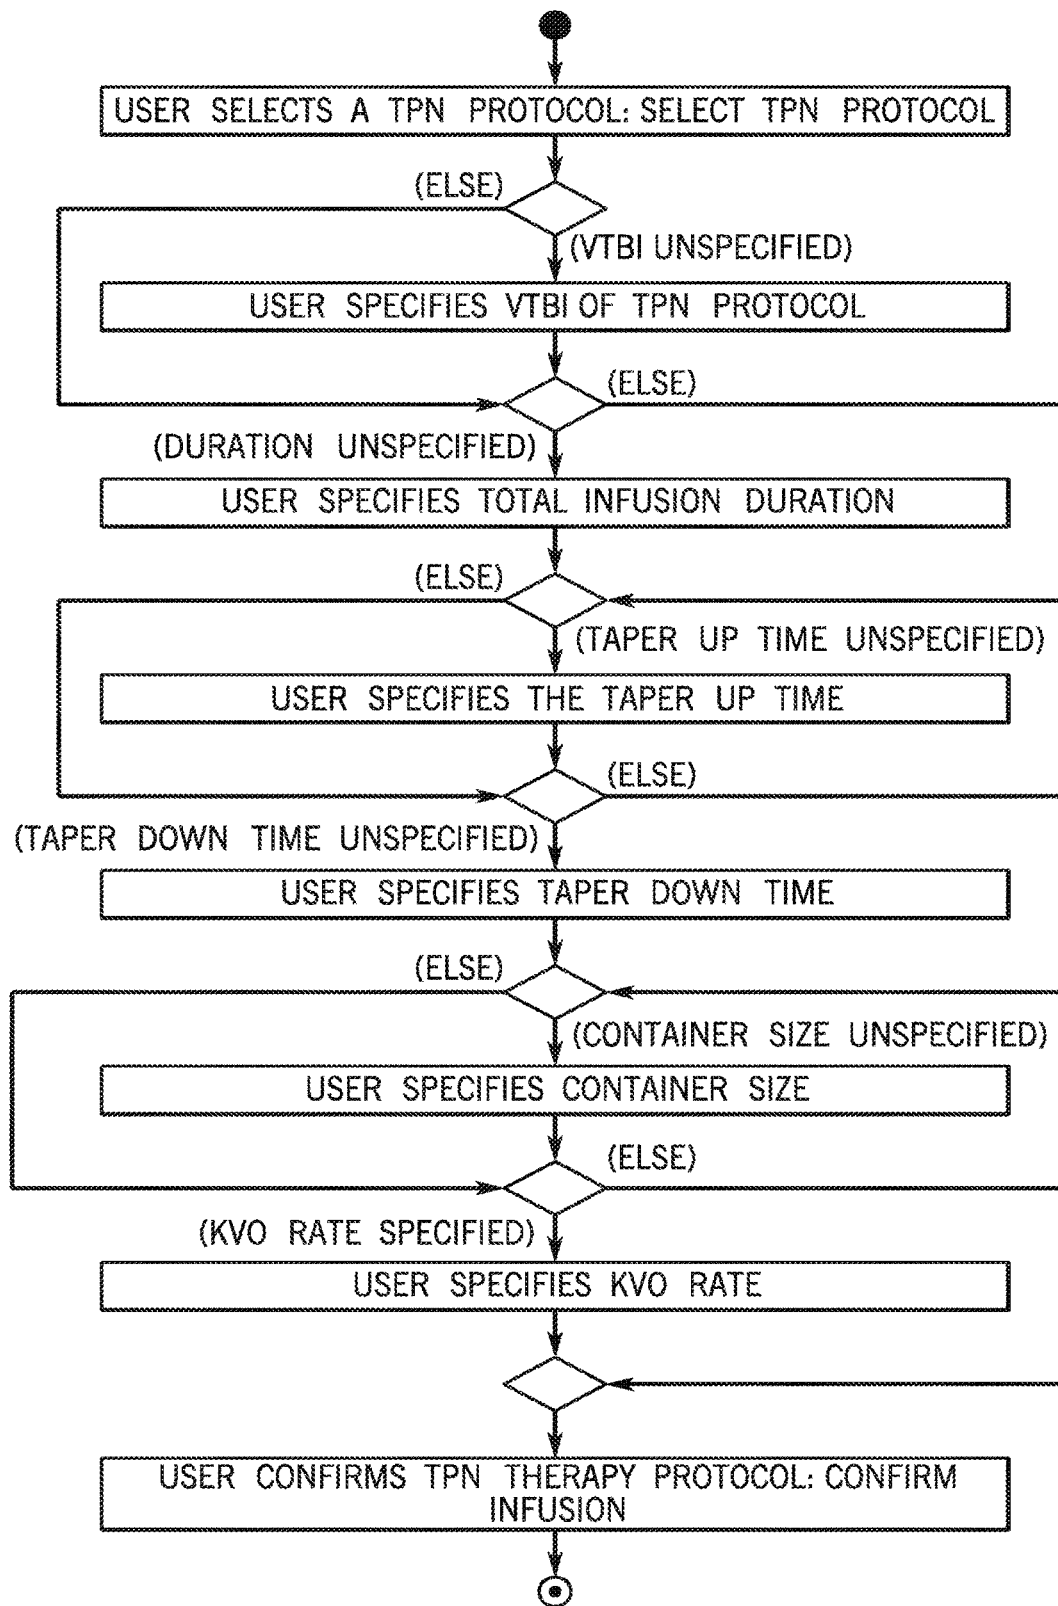 USER SELECTS A TPN PROTOCOL: SELECT TPN PROTOCOL
(ELSE)
(VTBI UNSPECIFIED)
USER SPECIFIES VTBI OF TPN PROTOCOL
(ELSE)
(DURATION UNSPECIFIED)
USER SPECIFIES TOTAL INFUSION DURATION
(ELSE)
(TAPER UP TIME UNSPECIFIED)
USER SPECIFIES THE TAPER UP TIME
(ELSE)
(TAPER DOWN TIME UNSPECIFIED)
USER SPECIFIES TAPER DOWN TIME
(ELSE)
(CONTAINER SIZE UNSPECIFIED)
USER SPECIFIES CONTAINER SIZE
(ELSE)
(KVO RATE SPECIFIED)
USER SPECIFIES KVO RATE
USER CONFIRMS TPN THERAPY PROTOCOL: CONFIRM
INFUSION